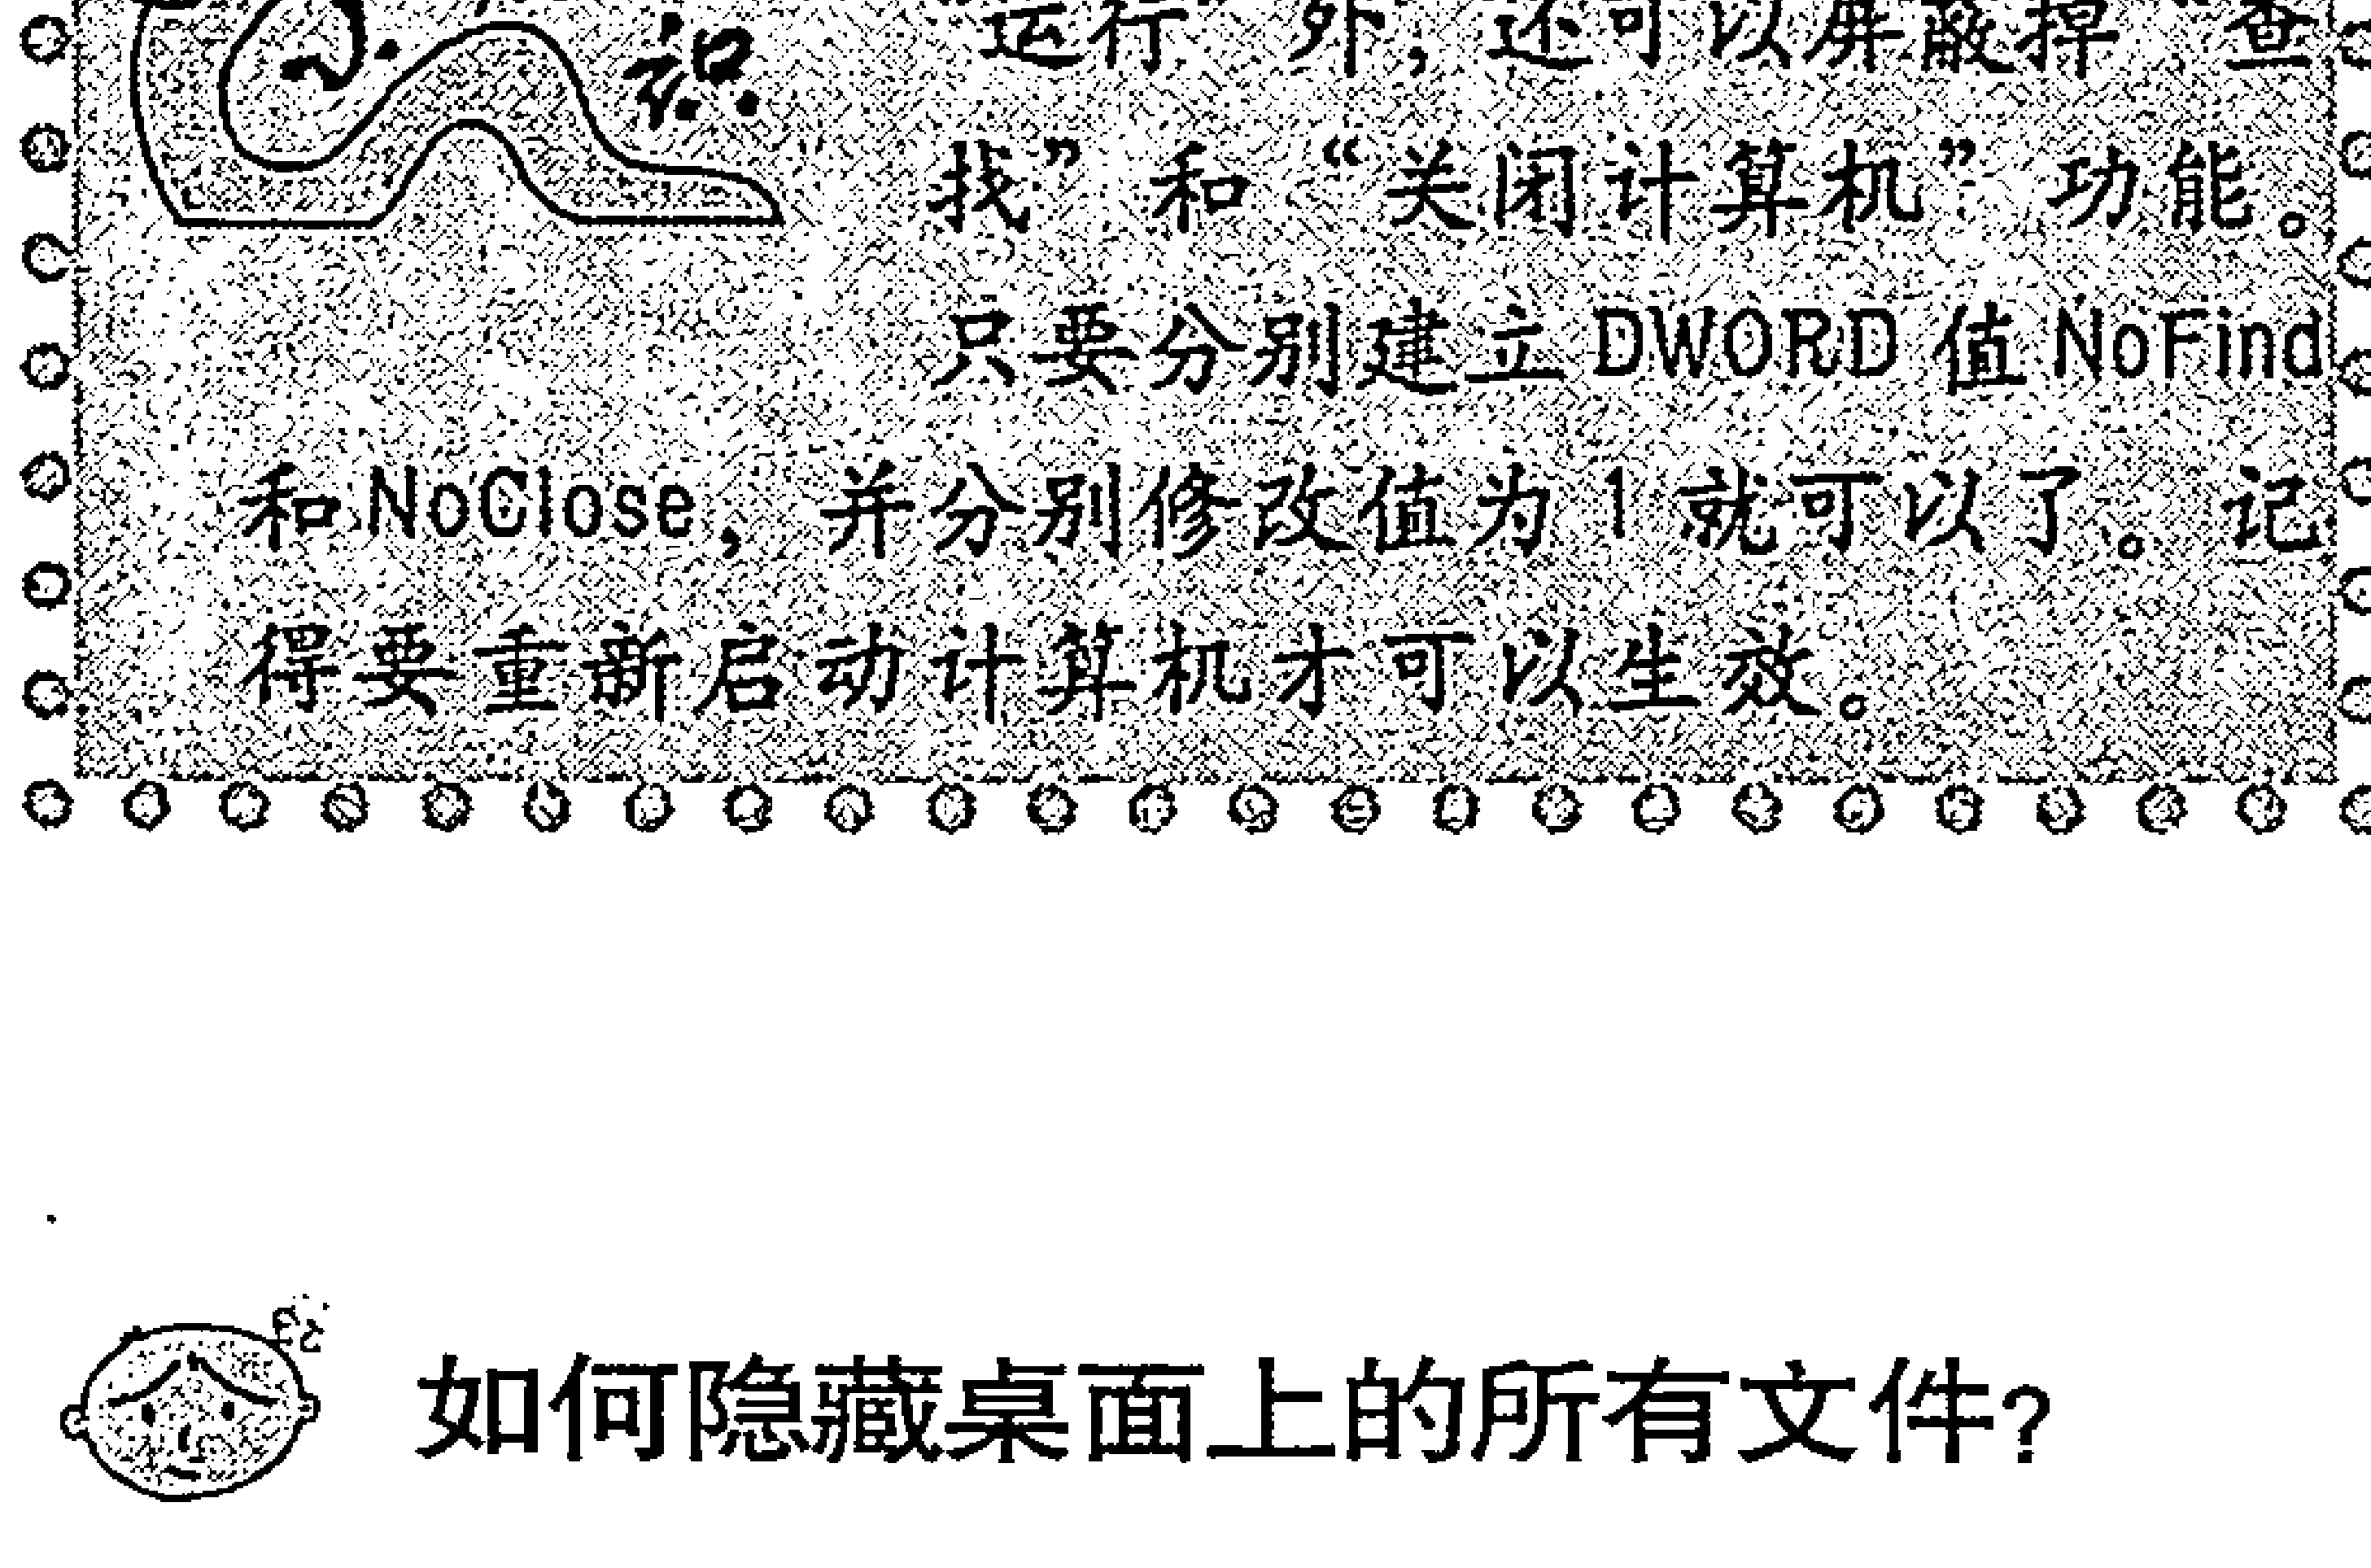 “运行”外，还可以屏蔽掉“查
识
找”和“关闭计算机”功能。
只要分别建立 DWORD 值 NoFind
和 NoClose，并分别修改值为 1 就可以了。记
得要重新启动计算机才可以生效。
如何隐藏桌面上的所有文件?